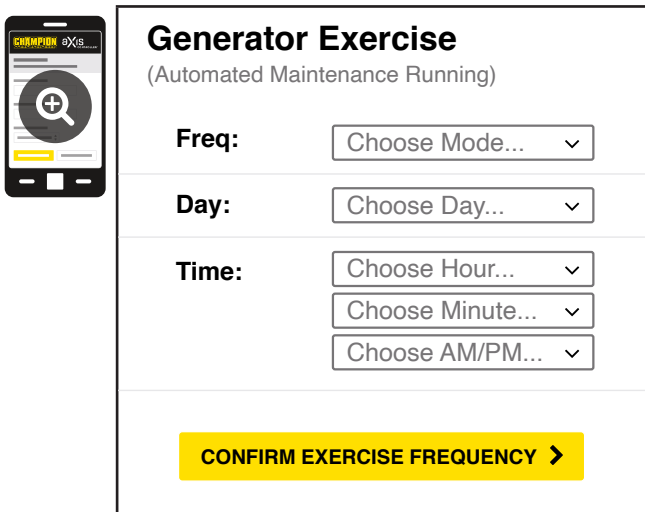 CHAMPION aXis
Generator Exercise
(Automated Maintenance Running)
Freq:
Choose Mode...
Day:
Choose Day...
Time:
Choose Hour...
Choose Minute...
Choose AM/PM...
CONFIRM EXERCISE FREQUENCY